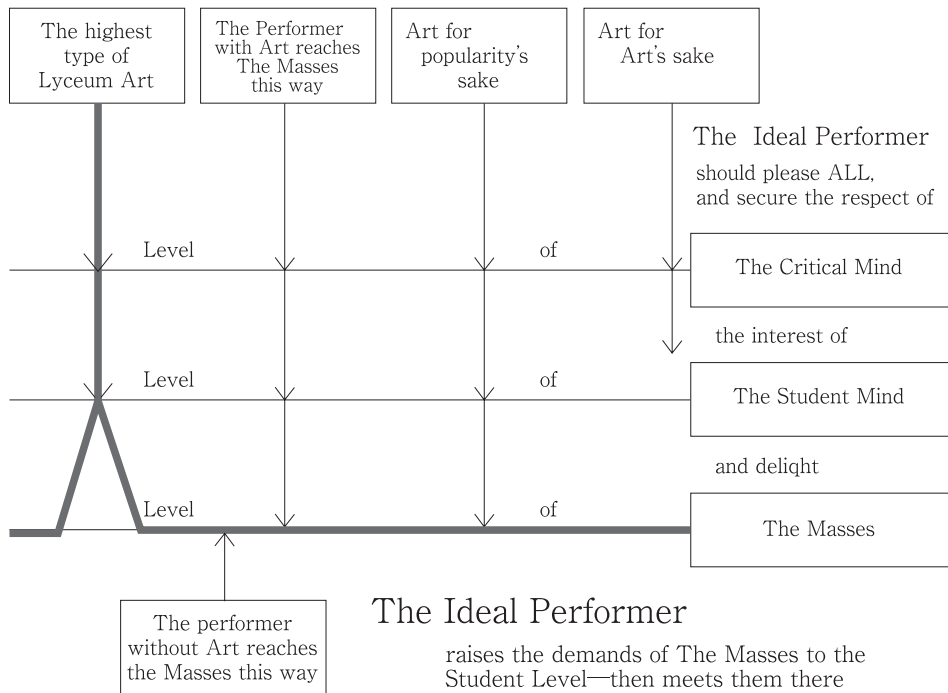 The highest
type of
Lyceum Art
The Performer
with Art reaches
The Masses
this way
Art for
popularity's
sake
Art for
Art's sake
The Ideal Performer
should please ALL,
and secure the respect of
Level of
The Critical Mind
the interest of
Level of
The Student Mind
and deliqht
Level of
The Masses
The performer
without Art reaches
the Masses this way
The Ideal Performer
raises the demands of The Masses to the
Student Level—then meets them there